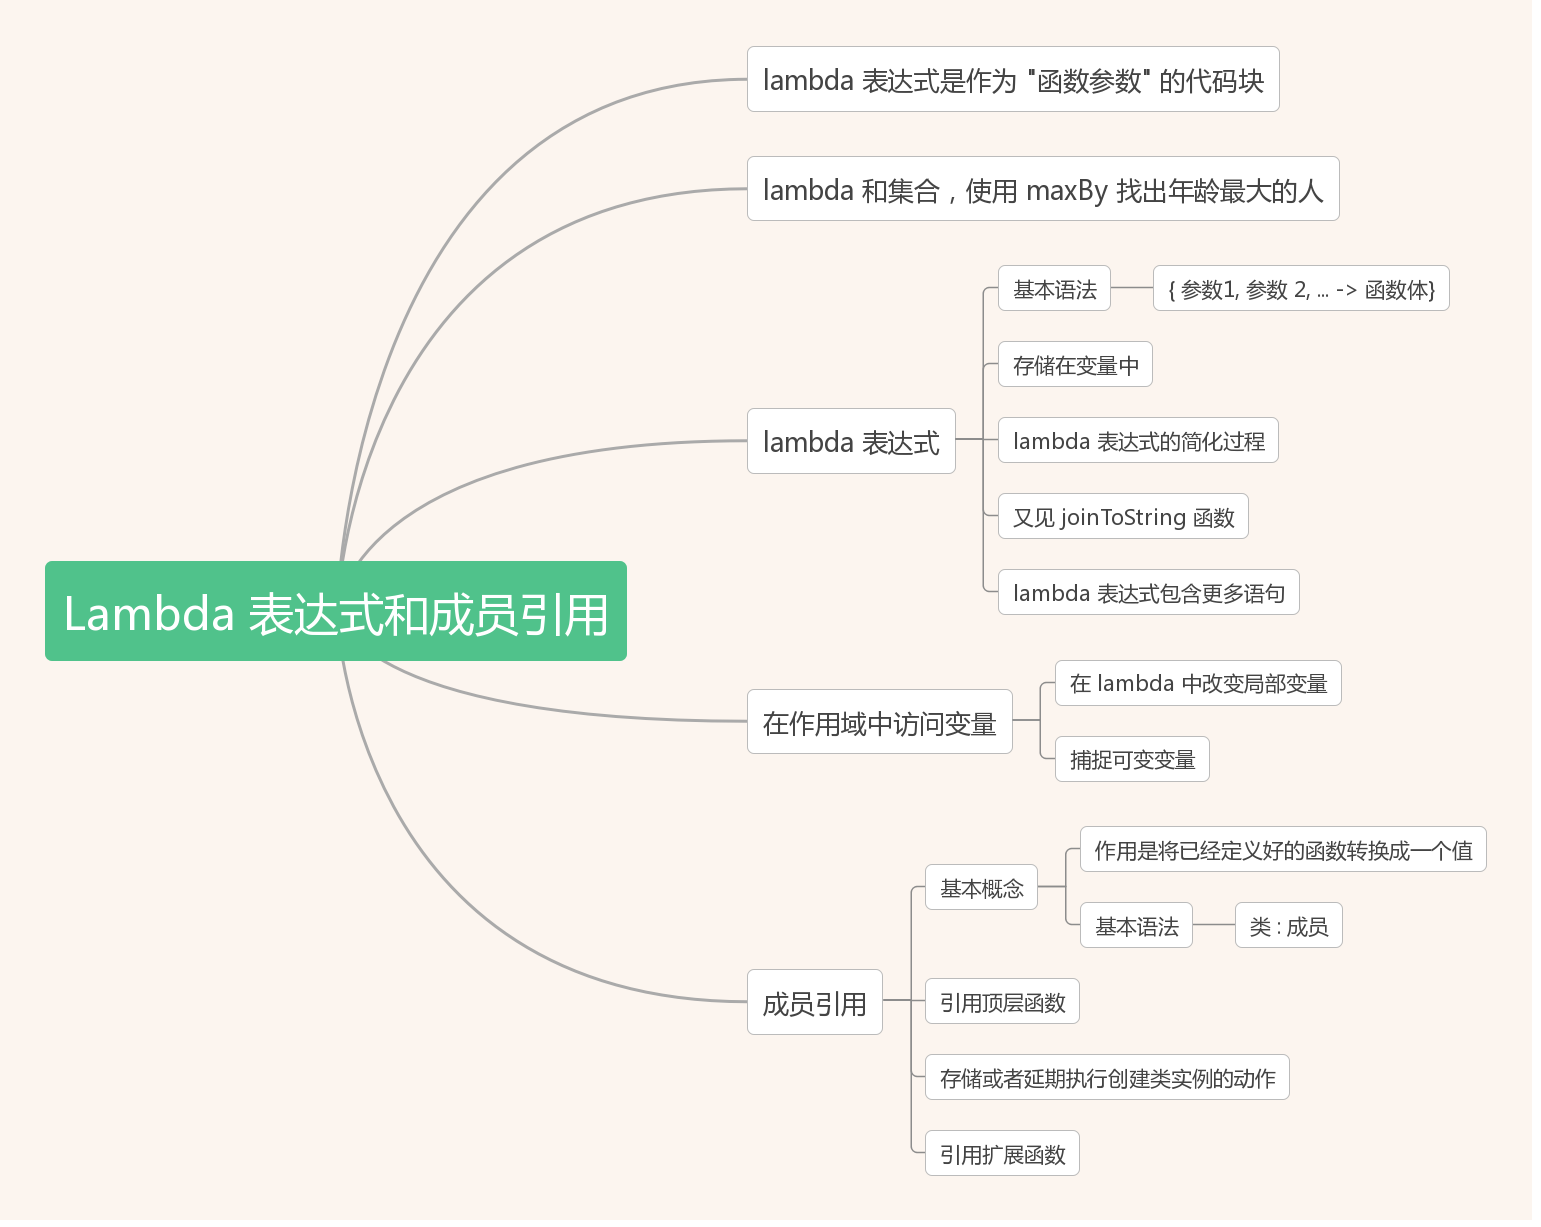 lambda 表达式是作为 "函数参数" 的代码块
lambda 和集合，使用 maxBy 找出年龄最大的人
基本语法
{ 参数1, 参数 2, ... -> 函数体}
存储在变量中
lambda 表达式
lambda 表达式的简化过程
又见 joinToString 函数
lambda 表达式包含更多语句
Lambda 表达式和成员引用
在作用域中访问变量
在 lambda 中改变局部变量
捕捉可变变量
成员引用
基本概念
作用是将已经定义好的函数转换成一个值
基本语法
类 : 成员
引用顶层函数
存储或者延期执行创建类实例的动作
引用扩展函数